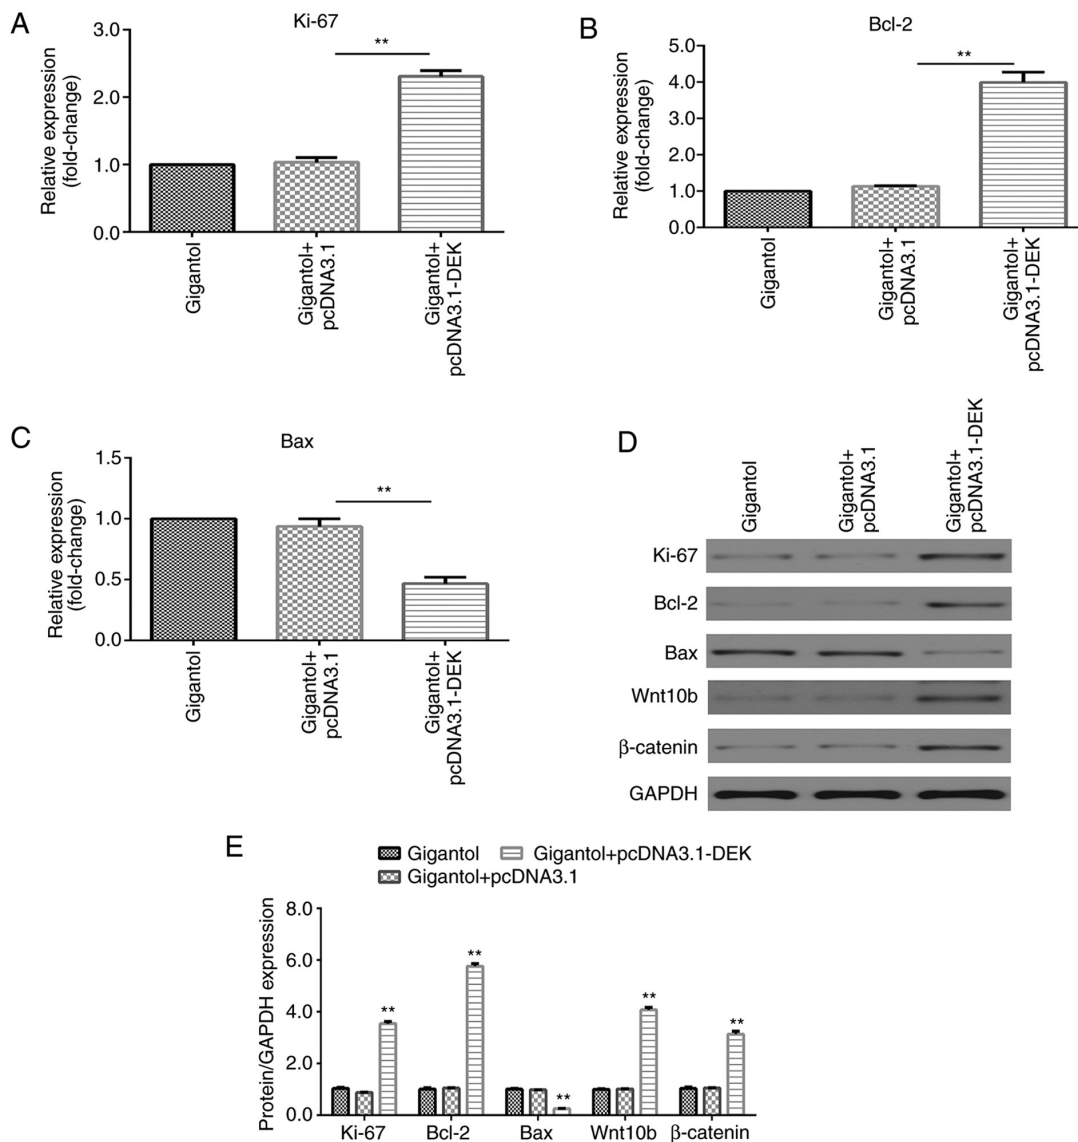 A
Ki-67
Relative expression
(fold-change)
3.0
2.0
1.0
0.0
**
Gigantol
Gigantol+
pcDNA3.1
Gigantol+
pcDNA3.1-DEK
B
Bcl-2
Relative expression
(fold-change)
5.0
4.0
3.0
2.0
1.0
0.0
**
Gigantol
Gigantol+
pcDNA3.1
Gigantol+
pcDNA3.1-DEK
C
Bax
Relative expression
(fold-change)
1.5
1.0
0.5
0.0
**
Gigantol
Gigantol+
pcDNA3.1
Gigantol+
pcDNA3.1-DEK
D
Gigantol
Gigantol+
pcDNA3.1
Gigantol+
pcDNA3.1-DEK
Ki-67
Bcl-2
Bax
Wnt10b
β-catenin
GAPDH
E
Gigantol
Gigantol+pcDNA3.1-DEK
Gigantol+pcDNA3.1
Protein/GAPDH expression
8.0
6.0
4.0
2.0
0.0
**
**
**
**
**
Ki-67
Bcl-2
Bax
Wnt10b
β-catenin